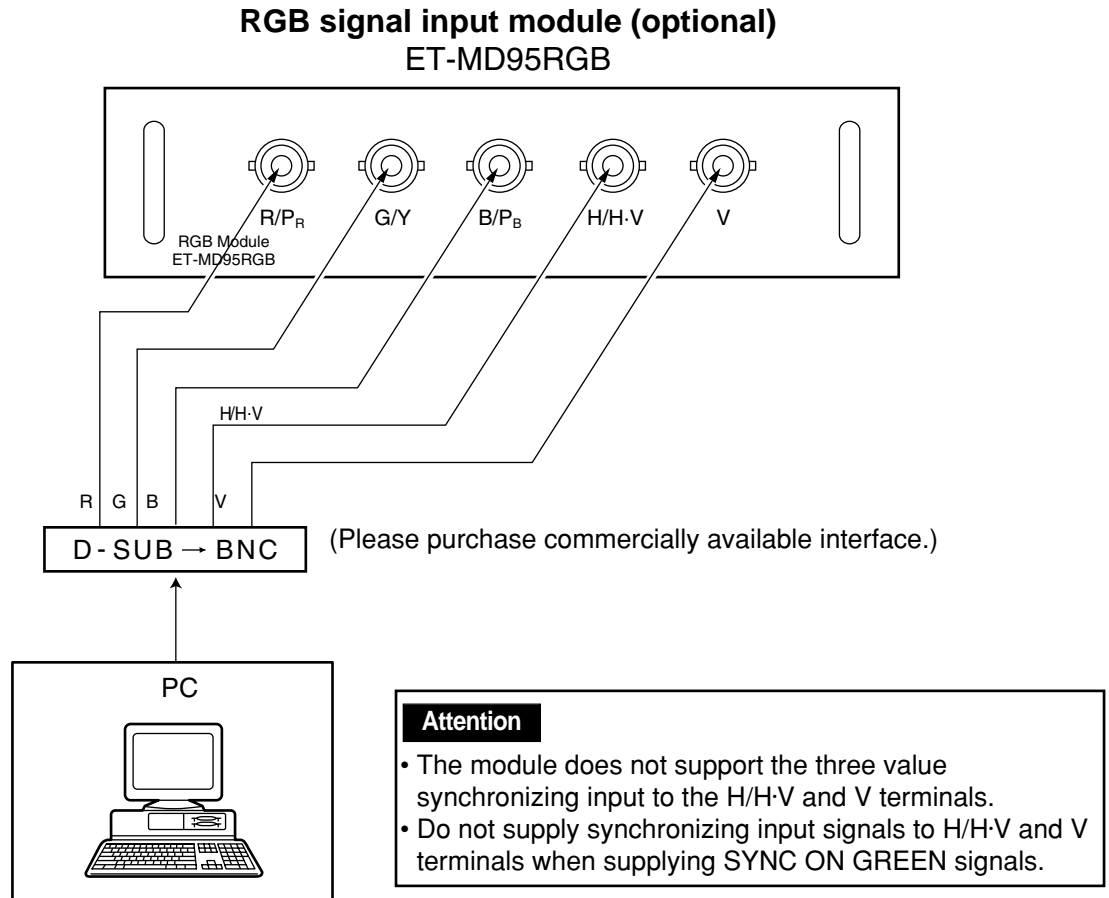 RGB signal input module (optional)
ET-MD95RGB
R/PR
G/Y
B/PB
H/H·V
V
RGB Module
ET-MD95RGB
H/H·V
R
G
B
V
D-SUB → BNC
(Please purchase commercially available interface.)
PC
Attention
• The module does not support the three value
synchronizing input to the H/H·V and V terminals.
• Do not supply synchronizing input signals to H/H·V and V
terminals when supplying SYNC ON GREEN signals.